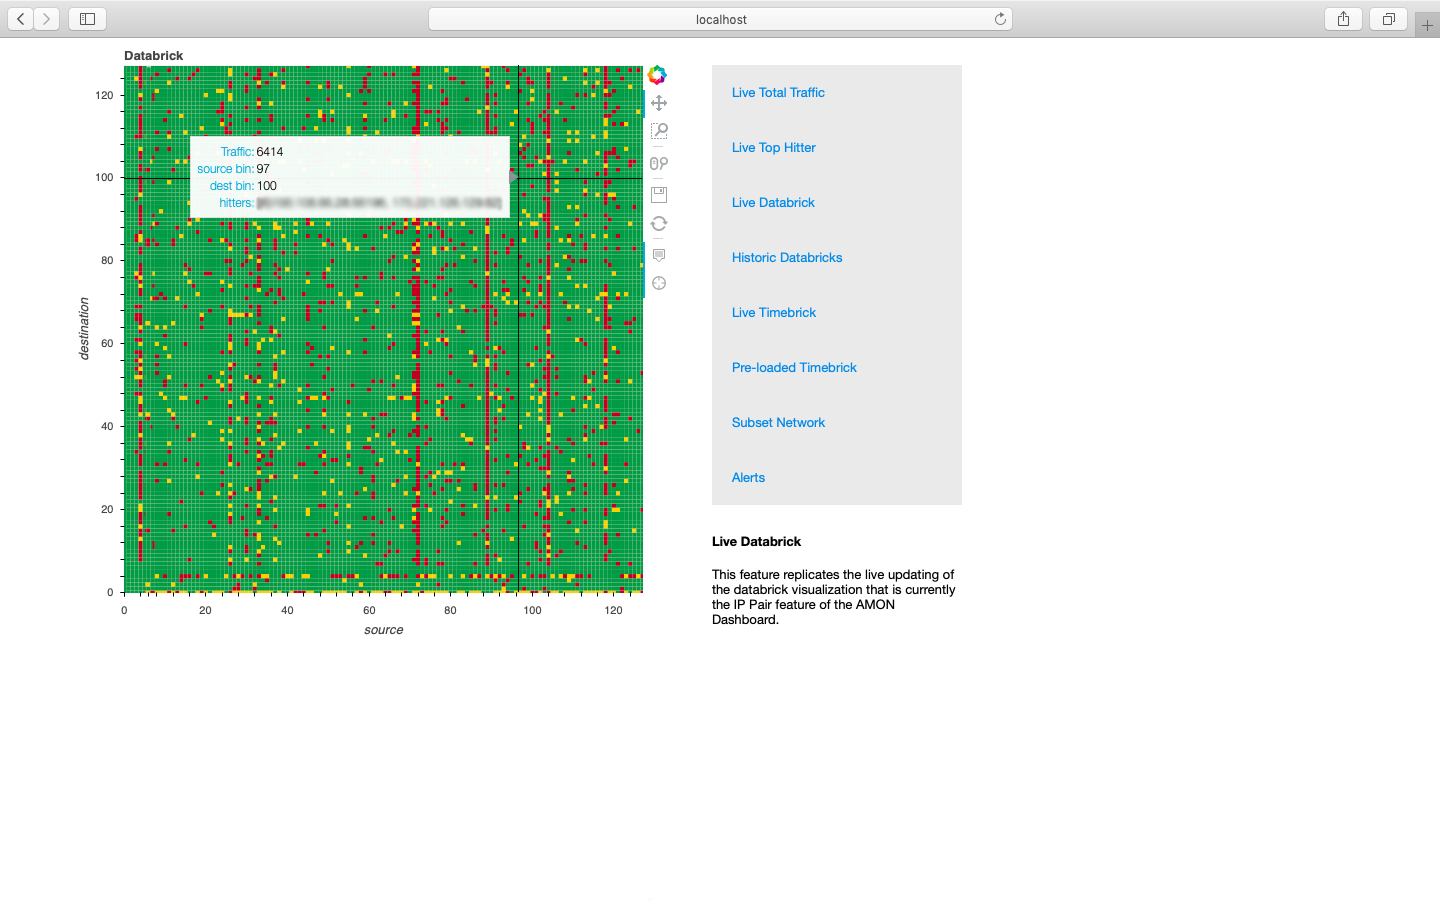 localhost
Databrick
120
100
80
60
40
20
0
destination
0 20 40 60 80 100 120
source
Traffic: 6414
source bin: 97
dest bin: 100
hitters:
Live Total Traffic
Live Top Hitter
Live Databrick
Historic Databricks
Live Timebrick
Pre-loaded Timebrick
Subset Network
Alerts
Live Databrick
This feature replicates the live updating of
the databrick visualization that is currently
the IP Pair feature of the AMON
Dashboard.